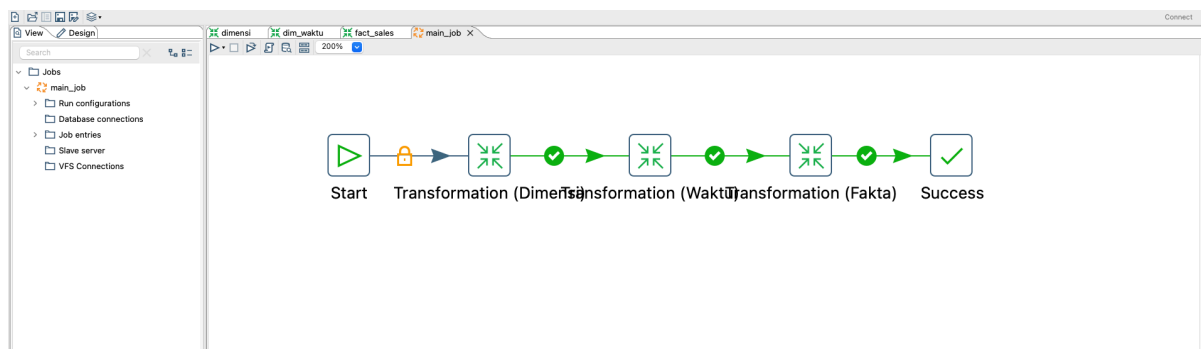 Connect
View Design
dimensi dim_waktu fact_sales main_job
Search
200%
Jobs
main_job
Run configurations
Database connections
Job entries
Slave server
VFS Connections
Start Transformation (Dimensi) Transformation (Waktu) Transformation (Fakta) Success